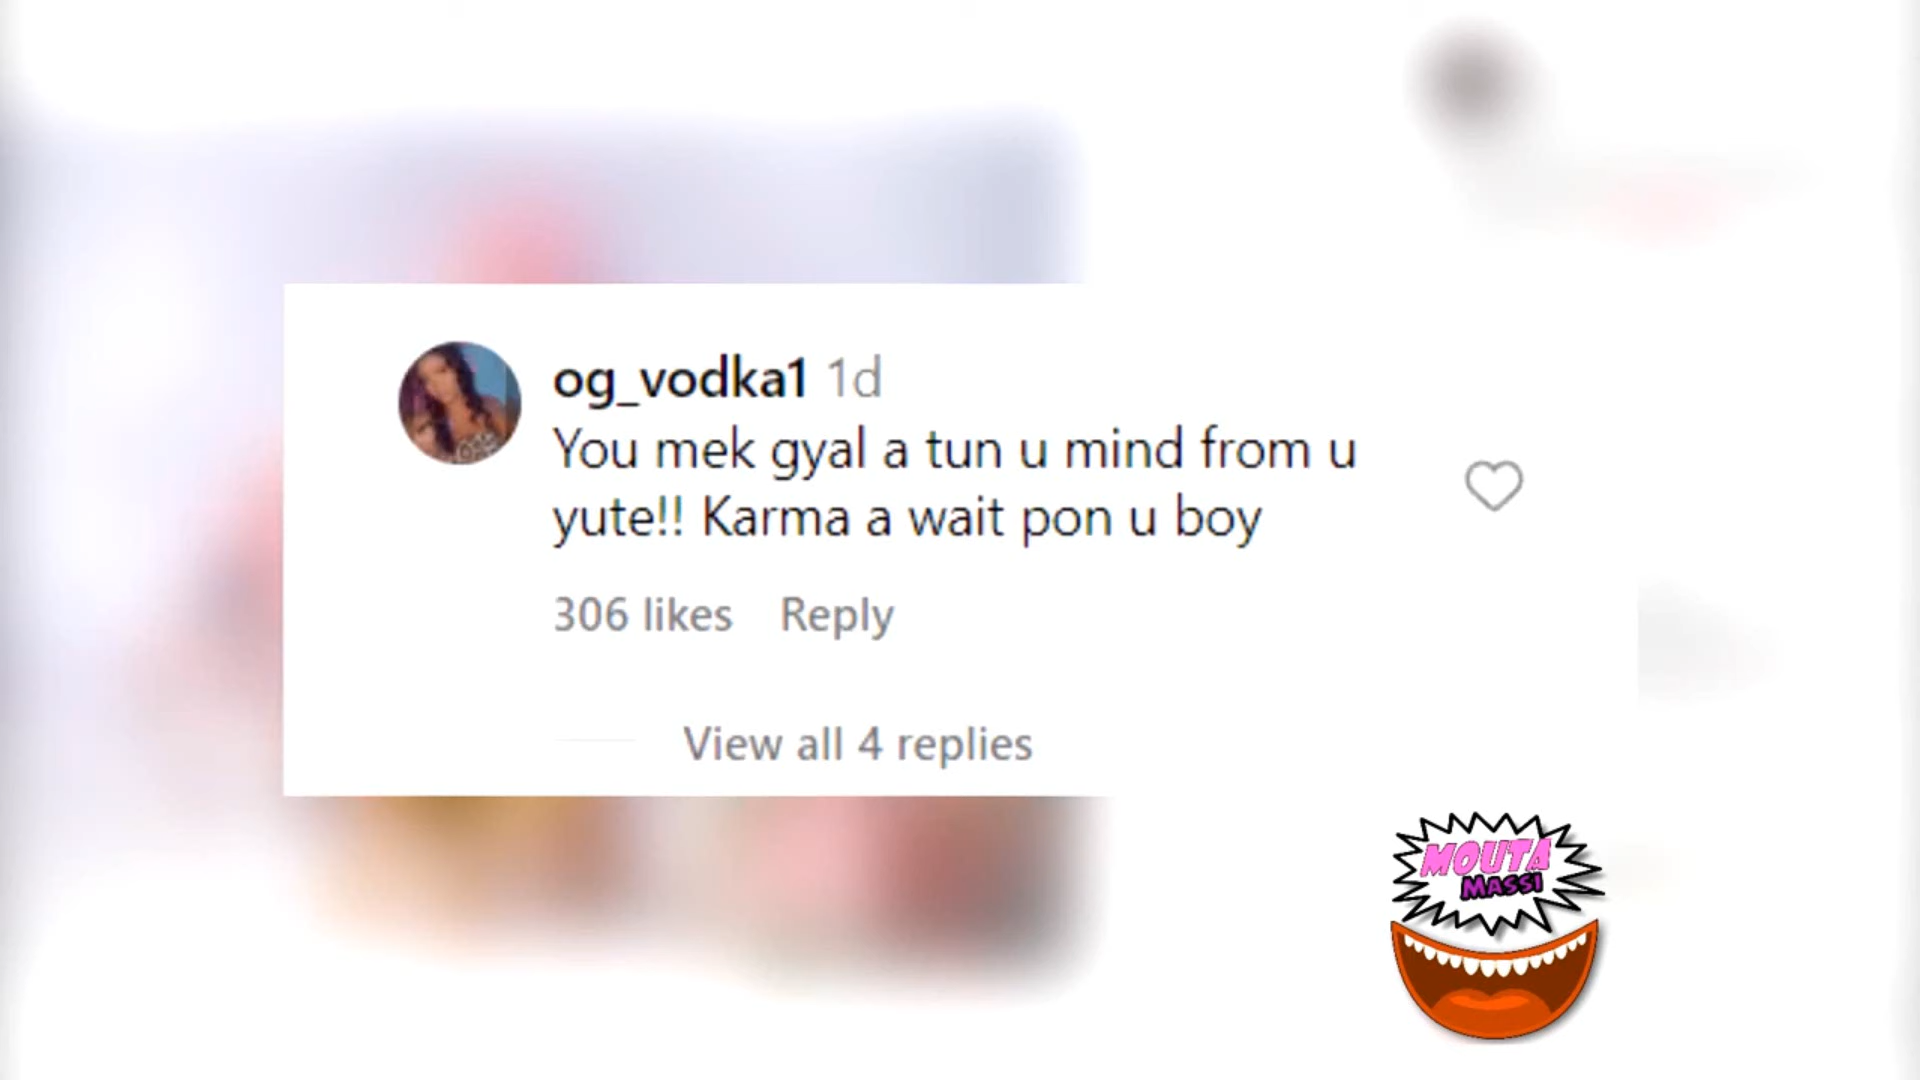 og_vodka1 1d
You mek gyal a tun u mind from u
yute!! Karma a wait pon u boy
306 likes Reply
View all 4 replies
MOUTA
MASSI